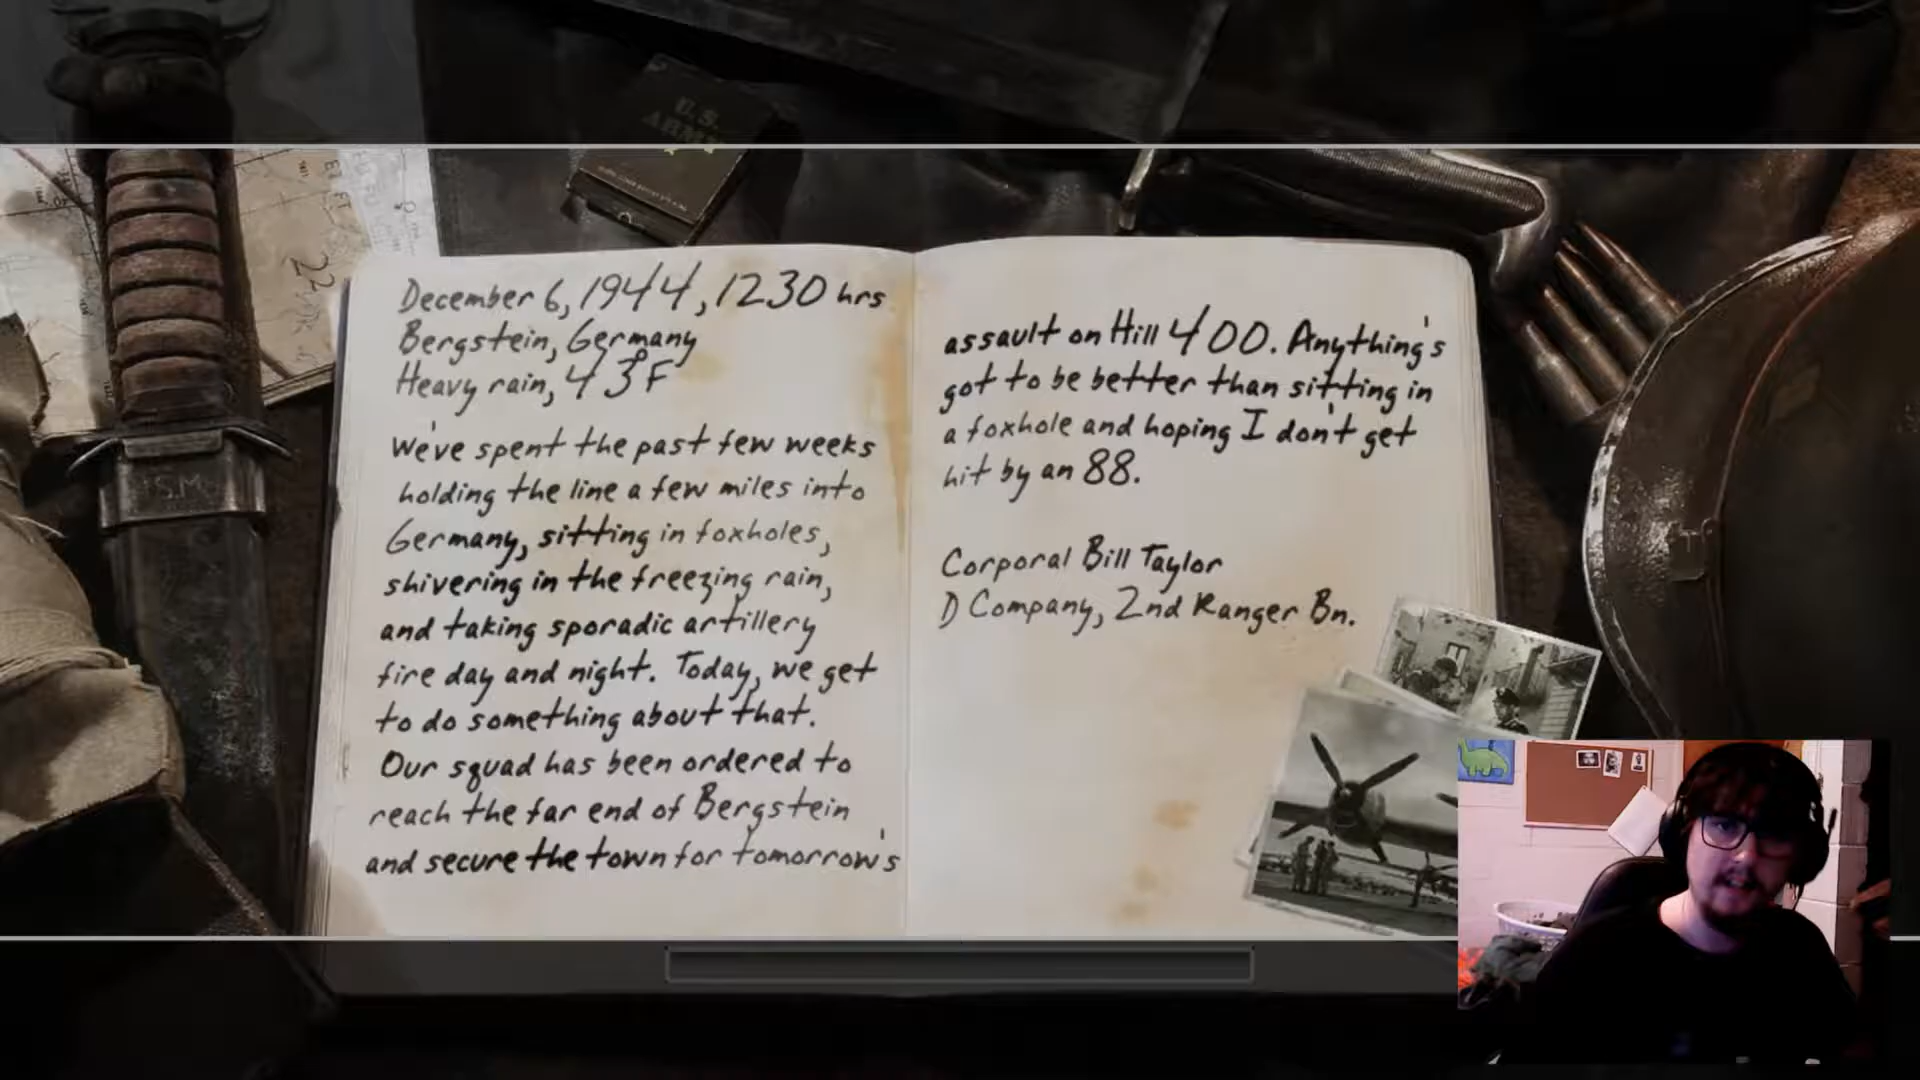 U.S.
ARMY
22
U.S.M.
December 6, 1944, 1230 hrs
Bergstein, Germany
Heavy rain, 43°F
We've spent the past few weeks
holding the line a few miles into
Germany, sitting in foxholes,
shivering in the freezing rain,
and taking sporadic artillery
fire day and night. Today, we get
to do something about that.
Our squad has been ordered to
reach the far end of Bergstein
and secure the town for tomorrow's
assault on Hill 400. Anything's
got to be better than sitting in
a foxhole and hoping I don't get
hit by an 88.
Corporal Bill Taylor
D Company, 2nd Ranger Bn.